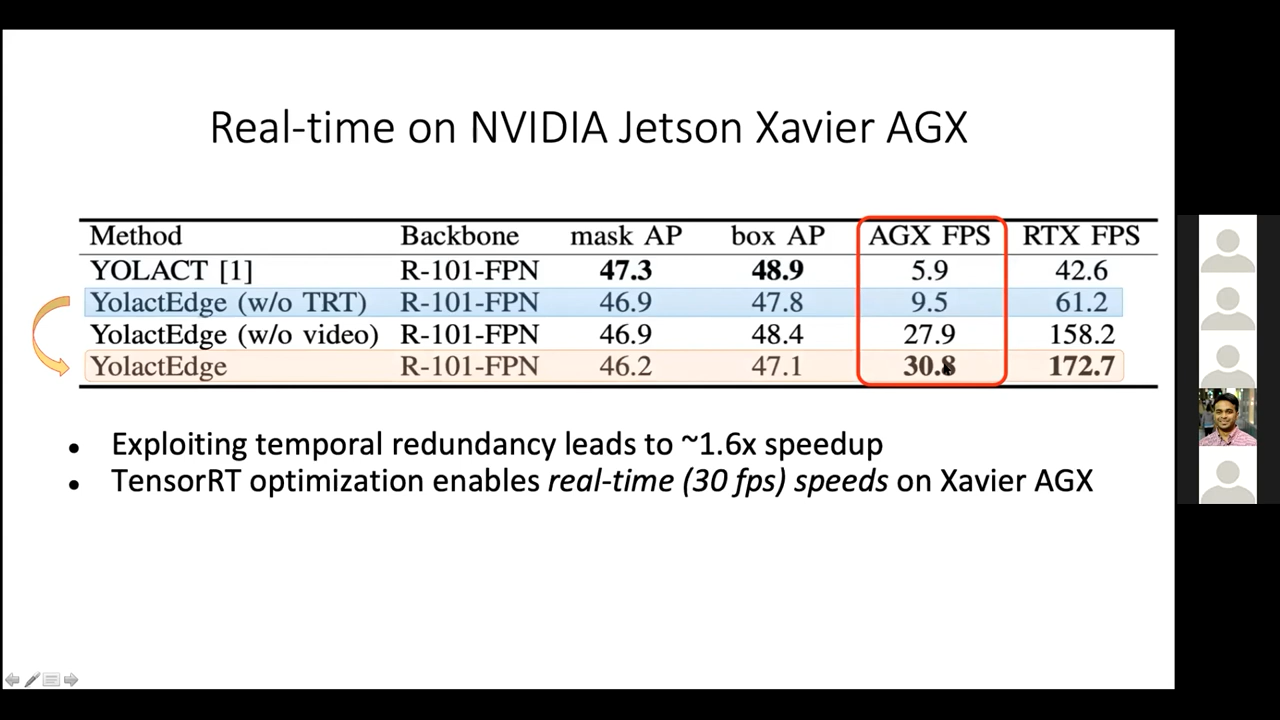 Real-time on NVIDIA Jetson Xavier AGX
Method Backbone mask AP box AP AGX FPS RTX FPS
YOLACT [1] R-101-FPN 47.3 48.9 5.9 42.6
YolactEdge (w/o TRT) R-101-FPN 46.9 47.8 9.5 61.2
YolactEdge (w/o video) R-101-FPN 46.9 48.4 27.9 158.2
YolactEdge R-101-FPN 46.2 47.1 30.8 172.7
• Exploiting temporal redundancy leads to ~1.6x speedup
• TensorRT optimization enables real-time (30 fps) speeds on Xavier AGX